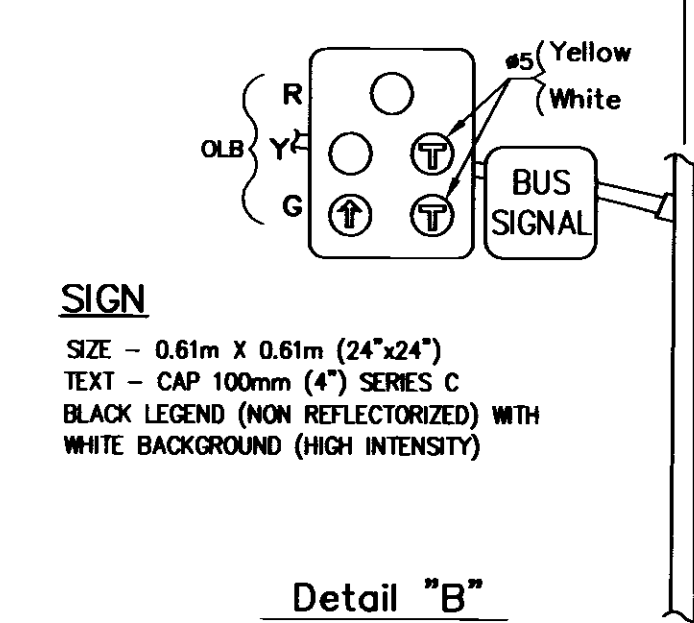 ø5 Yellow
White
R
OLB Y T
G T
BUS
SIGNAL
SIGN
SIZE - 0.61m X 0.61m (24"x24")
TEXT - CAP 100mm (4") SERIES C
BLACK LEGEND (NON REFLECTORIZED) WITH
WHITE BACKGROUND (HIGH INTENSITY)
Detail "B"